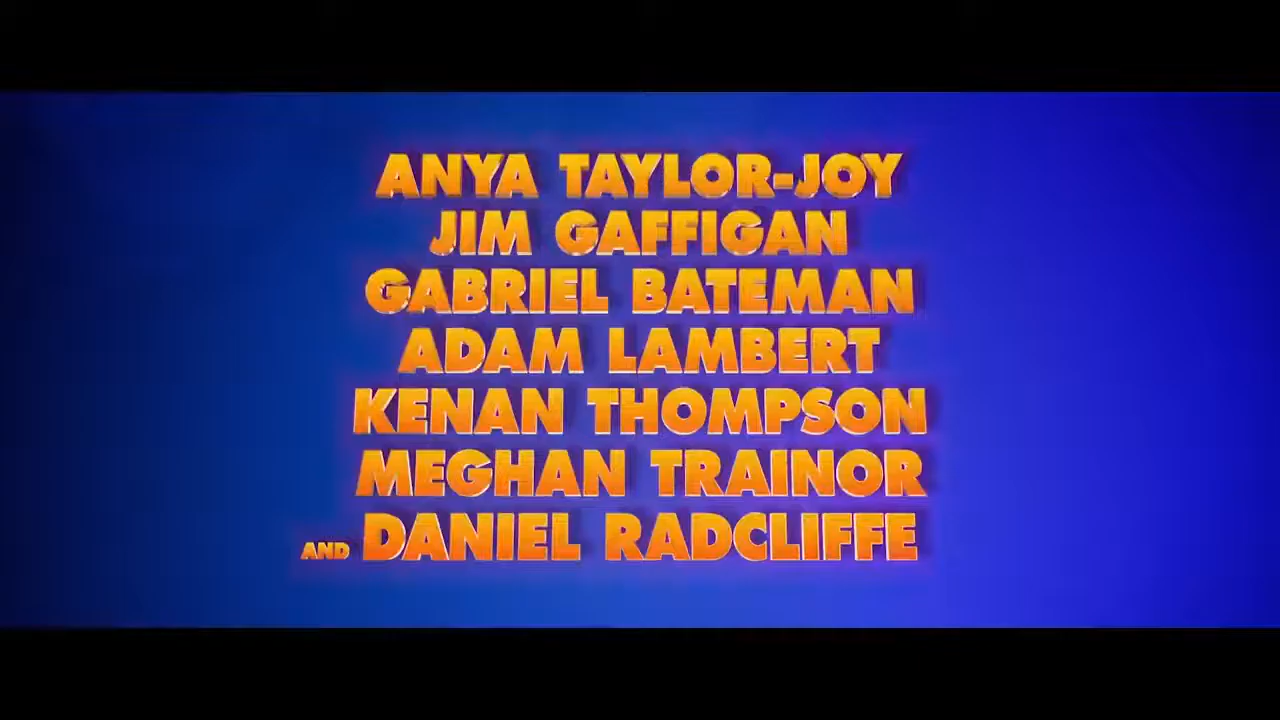 ANYA TAYLOR-JOY
JIM GAFFIGAN
GABRIEL BATEMAN
ADAM LAMBERT
KENAN THOMPSON
MEGHAN TRAINOR
AND DANIEL RADCLIFFE